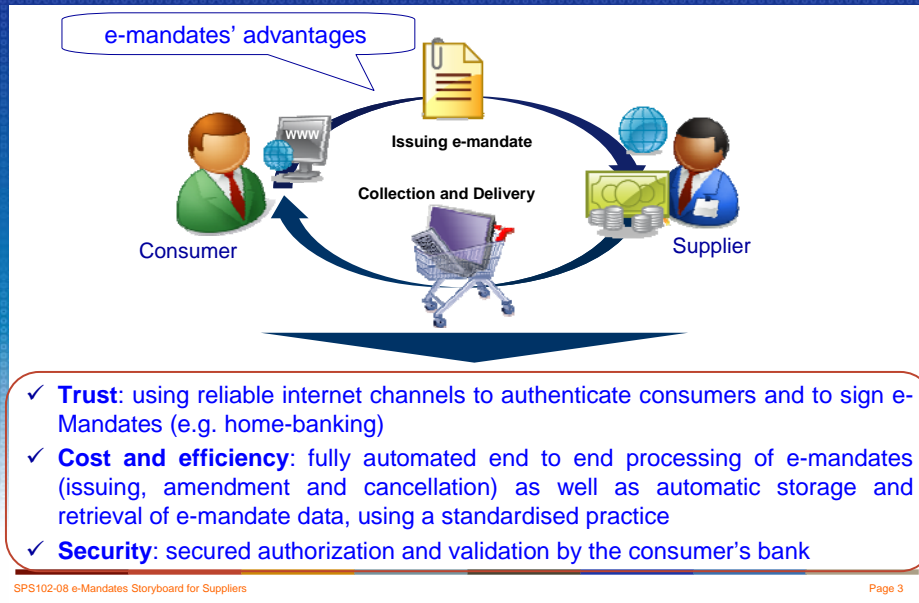 e-mandates' advantages
www
Issuing e-mandate
Collection and Delivery
Consumer
Supplier
✓ Trust: using reliable internet channels to authenticate consumers and to sign e-
Mandates (e.g. home-banking)
✓ Cost and efficiency: fully automated end to end processing of e-mandates
(issuing, amendment and cancellation) as well as automatic storage and
retrieval of e-mandate data, using a standardised practice
✓ Security: secured authorization and validation by the consumer's bank
SPS102-08 e-Mandates Storyboard for Suppliers
Page 3